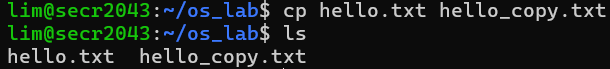 lim@secr2043:~/os_lab$ cp hello.txt hello_copy.txt
lim@secr2043:~/os_lab$ ls
hello.txt  hello_copy.txt